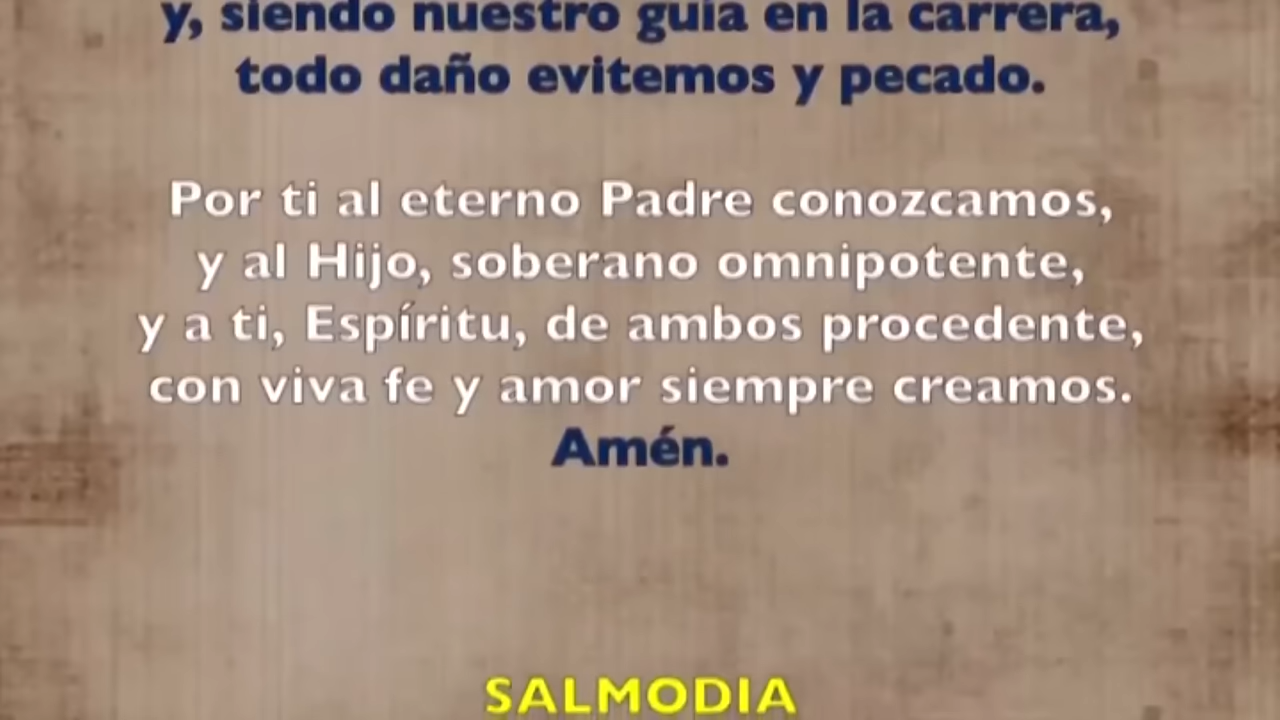 y, siendo nuestro guía en la carrera,
todo daño evitemos y pecado.
Por ti al eterno Padre conozcamos,
y al Hijo, soberano omnipotente,
y a ti, Espíritu, de ambos procedente,
con viva fe y amor siempre creamos.
Amén.
SALMODIA